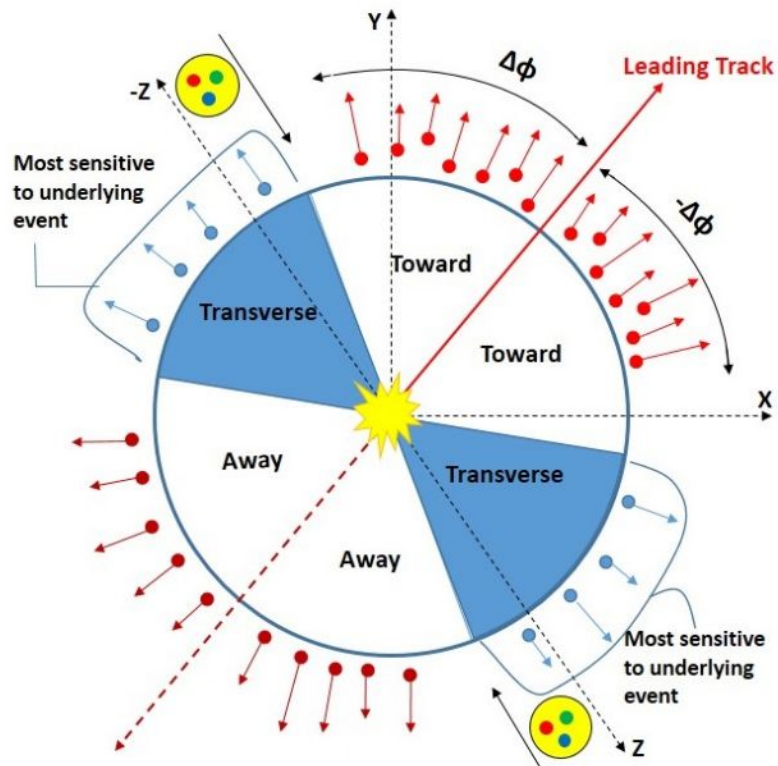 Y
Δϕ
Leading Track
-Z
Most sensitive
to underlying
event
-Δϕ
Toward
Transverse
Toward
X
Away
Transverse
Away
Most sensitive
to underlying
event
Z